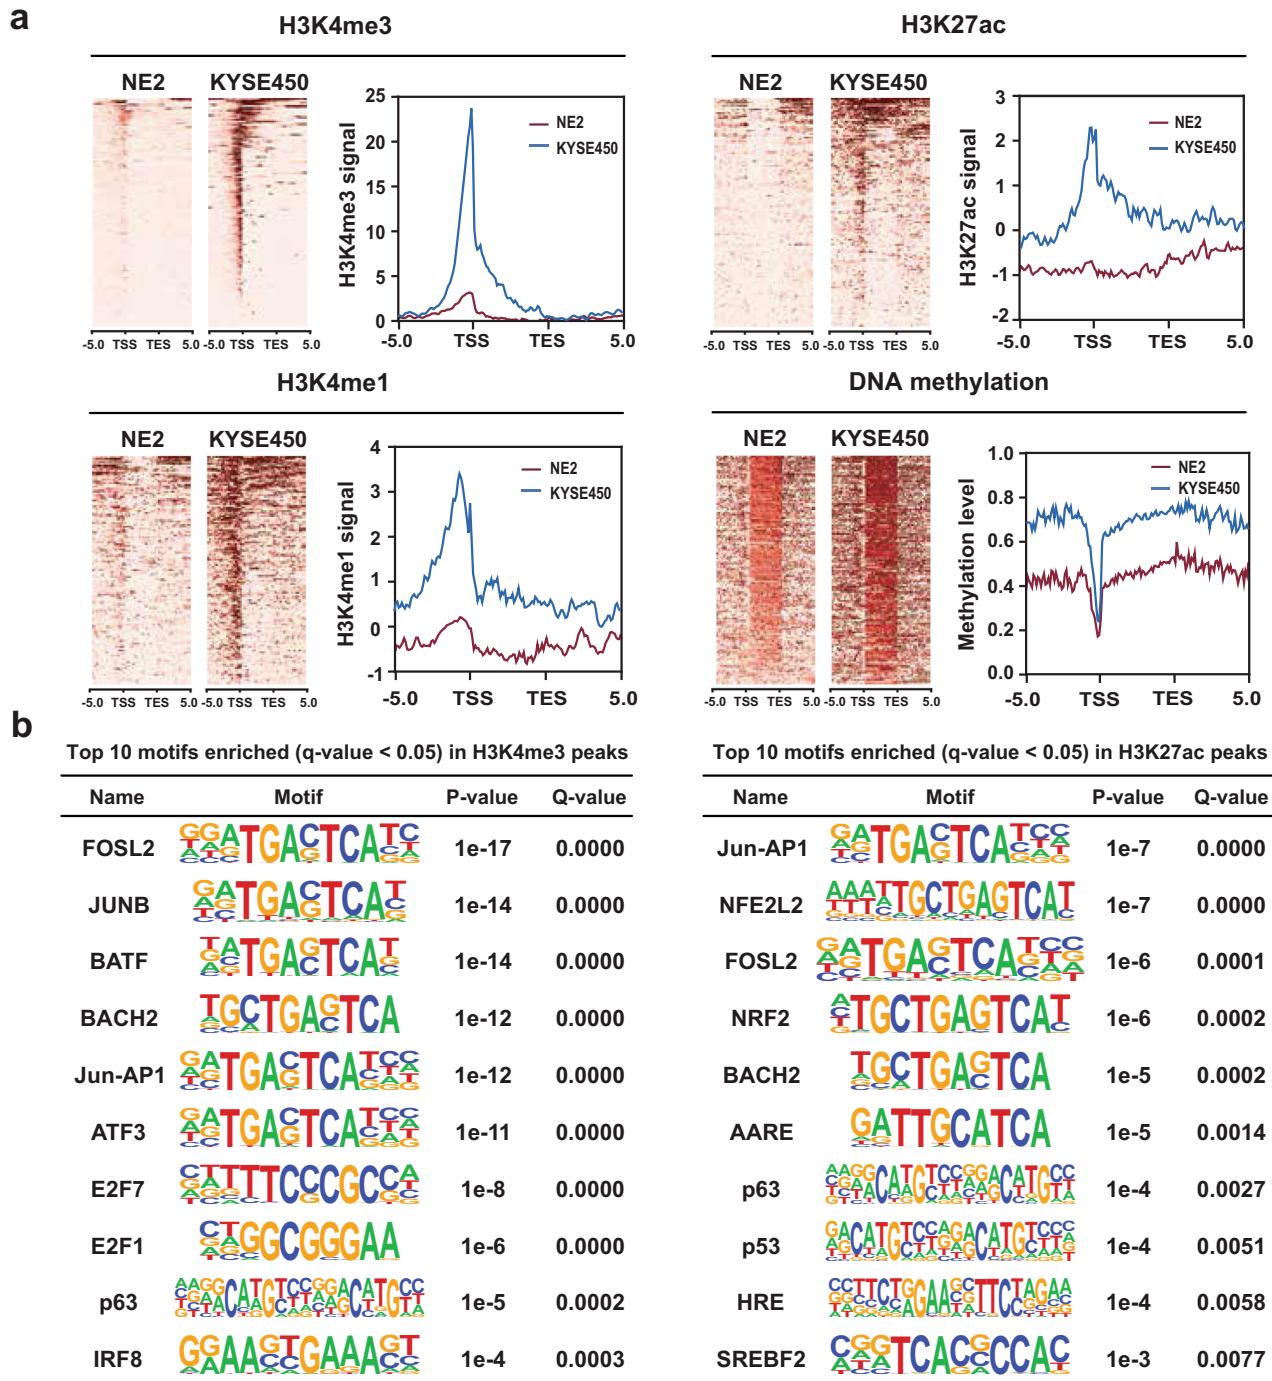 a
H3K4me3
NE2 KYSE450
H3K4me3 signal
25
20
15
10
5
0
NE2
KYSE450
-5.0 TSS TES 5.0
-5.0 TSS TES 5.0
-5.0 TSS TES 5.0
H3K27ac
NE2 KYSE450
H3K27ac signal
3
2
1
0
-1
-2
NE2
KYSE450
-5.0 TSS TES 5.0
-5.0 TSS TES 5.0
-5.0 TSS TES 5.0
H3K4me1
NE2 KYSE450
H3K4me1 signal
4
3
2
1
0
-1
NE2
KYSE450
-5.0 TSS TES 5.0
-5.0 TSS TES 5.0
-5.0 TSS TES 5.0
DNA methylation
NE2 KYSE450
Methylation level
1.0
0.8
0.6
0.4
0.2
0.0
NE2
KYSE450
-5.0 TSS TES 5.0
-5.0 TSS TES 5.0
-5.0 TSS TES 5.0
b
Top 10 motifs enriched (q-value < 0.05) in H3K4me3 peaks
Name Motif P-value Q-value
FOSL2 1e-17 0.0000
JUNB 1e-14 0.0000
BATF 1e-14 0.0000
BACH2 1e-12 0.0000
Jun-AP1 1e-12 0.0000
ATF3 1e-11 0.0000
E2F7 1e-8 0.0000
E2F1 1e-6 0.0000
p63 1e-5 0.0002
IRF8 1e-4 0.0003
Top 10 motifs enriched (q-value < 0.05) in H3K27ac peaks
Name Motif P-value Q-value
Jun-AP1 1e-7 0.0000
NFE2L2 1e-7 0.0000
FOSL2 1e-6 0.0001
NRF2 1e-6 0.0002
BACH2 1e-5 0.0002
AARE 1e-5 0.0014
p63 1e-4 0.0027
p53 1e-4 0.0051
HRE 1e-4 0.0058
SREBF2 1e-3 0.0077